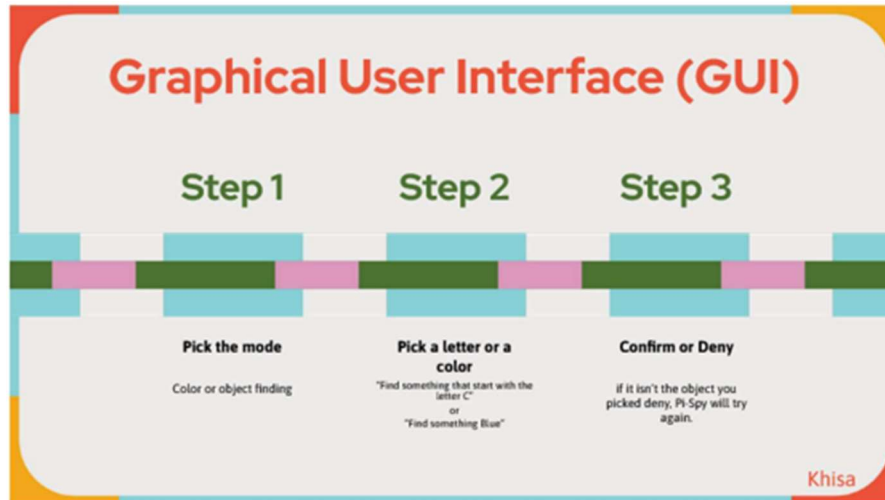 Graphical User Interface (GUI)
Step 1
Step 2
Step 3
Pick the mode
Color or object finding
Pick a letter or a
color
"Find something that start with the
letter C"
or
"Find something Blue"
Confirm or Deny
if it isn't the object you
picked deny, Pi-Spy will try
again.
Khisa